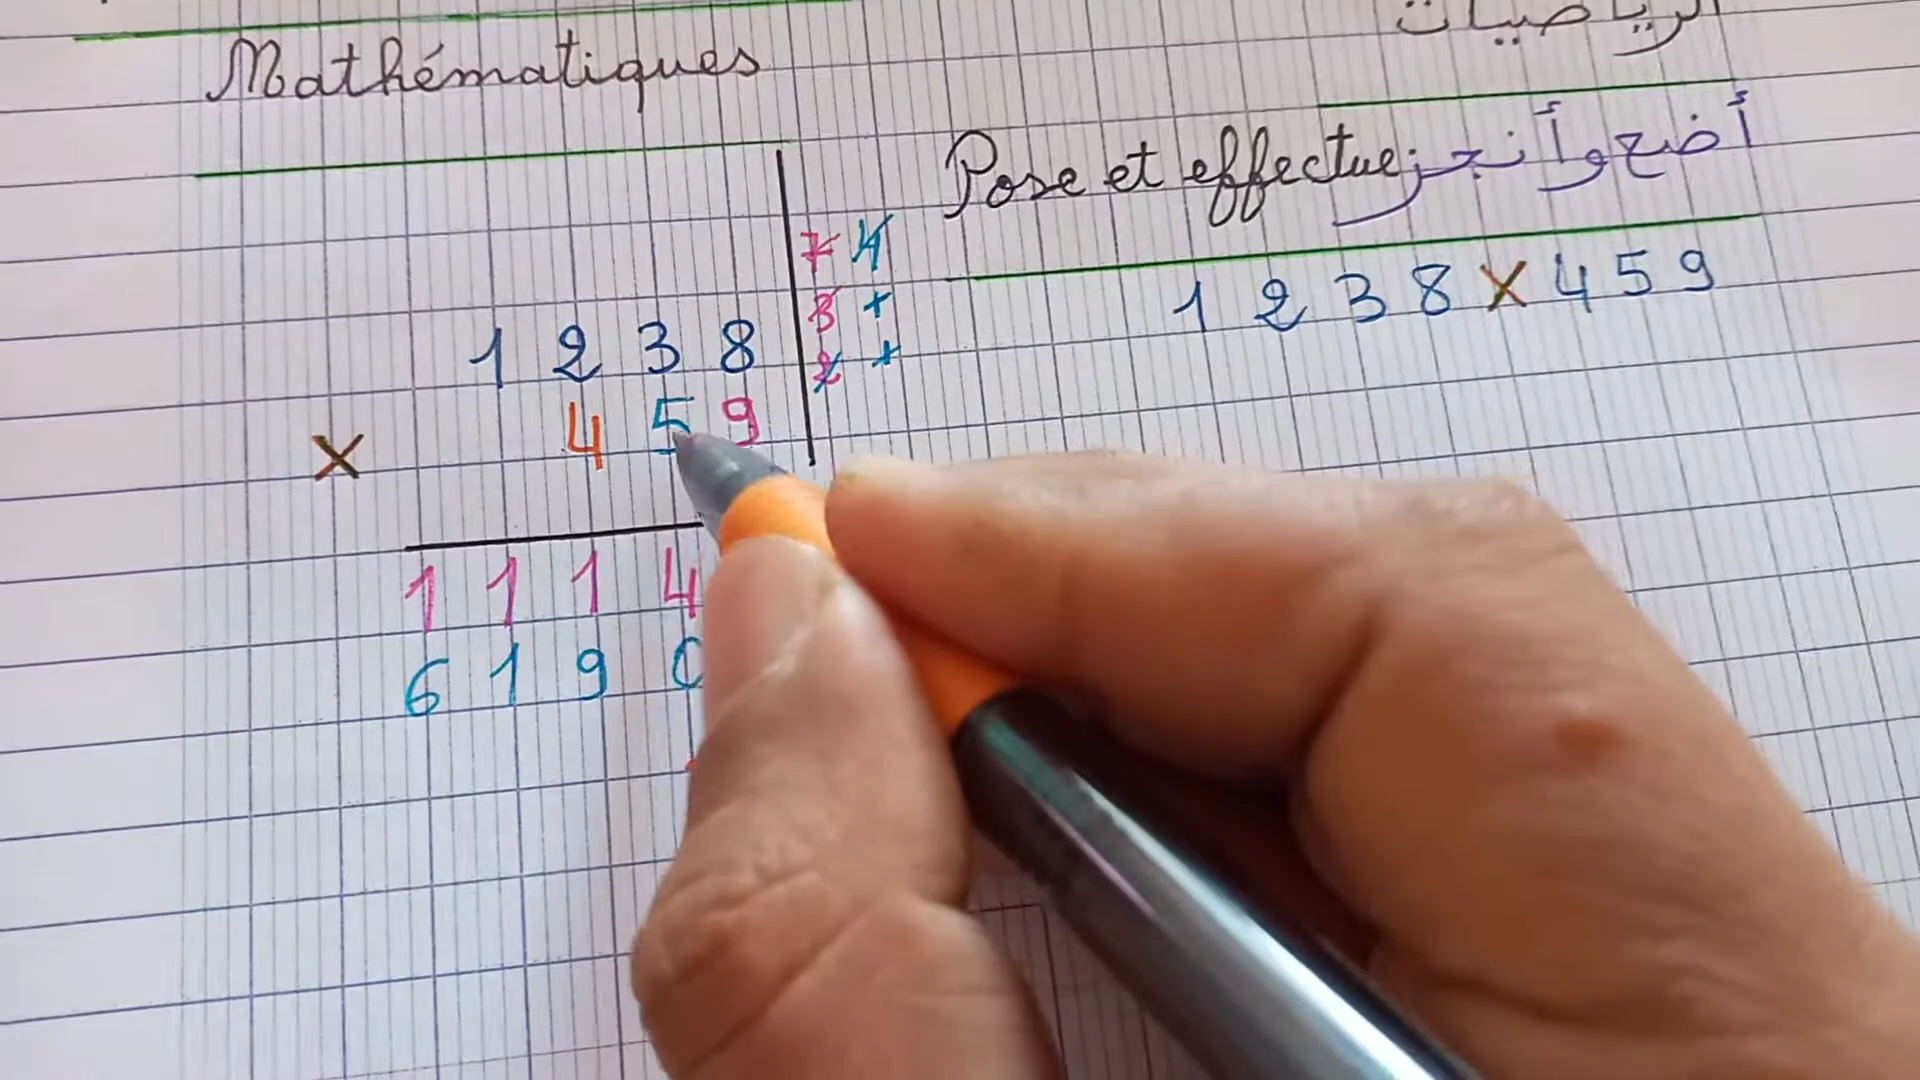 Mathématiques
الرياضيات
Pose et effectue: أضع وأنجز
1 2 3 8 X 4 5 9
7 4
3 +
2 +
1 2 3 8
X 4 5 9
1 1 1 4
6 1 9 0